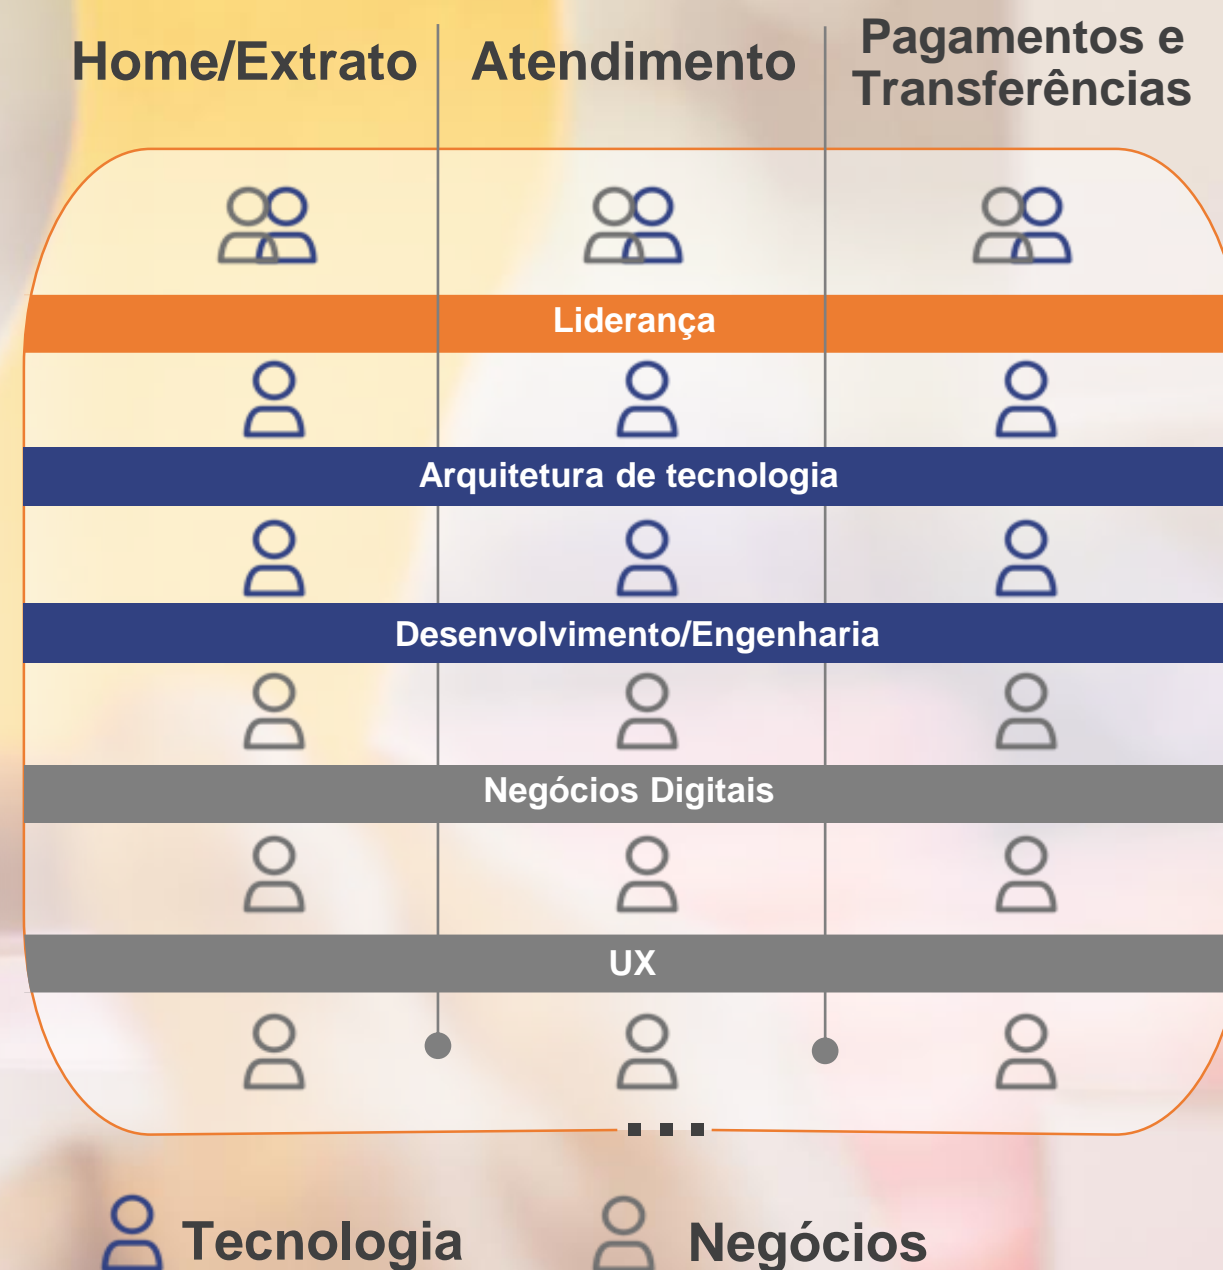 Home/Extrato
Atendimento
Pagamentos e
Transferências
Liderança
Arquitetura de tecnologia
Desenvolvimento/Engenharia
Negócios Digitais
UX
Tecnologia
Negócios